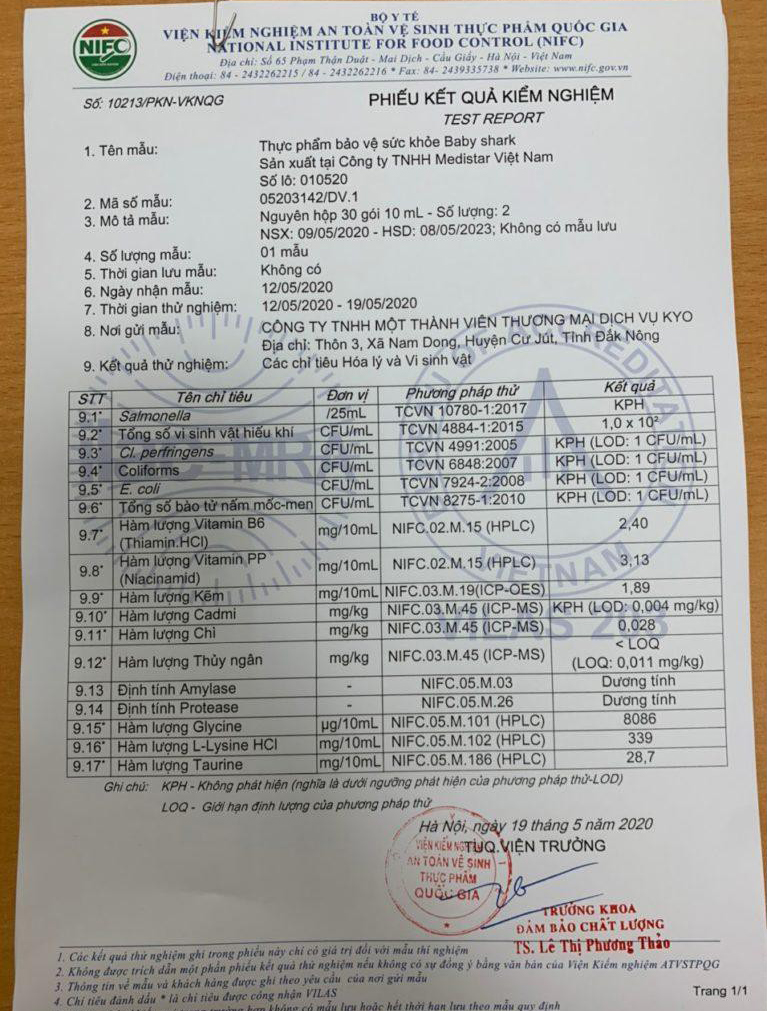 BỘ Y TẾ
VIỆN KIỂM NGHIỆM AN TOÀN VỆ SINH THỰC PHẨM QUỐC GIA
NATIONAL INSTITUTE FOR FOOD CONTROL (NIFC)
Địa chỉ: Số 65 Phạm Thận Duật - Mai Dịch - Cầu Giấy - Hà Nội - Việt Nam
Điện thoại: 84 - 2432262215 / 84 - 2432262216 * Fax: 84- 2439335738 * Website: www.nifc.gov.vn
NIFC
Số: 10213/PKN-VKNQG
PHIẾU KẾT QUẢ KIỂM NGHIỆM
TEST REPORT
1. Tên mẫu: Thực phẩm bảo vệ sức khỏe Baby shark
Sản xuất tại Công ty TNHH Medistar Việt Nam
Số lô: 010520
2. Mã số mẫu: 05203142/DV.1
3. Mô tả mẫu: Nguyên hộp 30 gói 10 mL - Số lượng: 2
NSX: 09/05/2020 - HSD: 08/05/2023; Không có mẫu lưu
4. Số lượng mẫu: 01 mẫu
5. Thời gian lưu mẫu: Không có
6. Ngày nhận mẫu: 12/05/2020
7. Thời gian thử nghiệm: 12/05/2020 - 19/05/2020
8. Nơi gửi mẫu: CÔNG TY TNHH MỘT THÀNH VIÊN THƯƠNG MẠI DỊCH VỤ KYO
Địa chỉ: Thôn 3, Xã Nam Dong, Huyện Cư Jút, Tỉnh Đắk Nông
9. Kết quả thử nghiệm: Các chỉ tiêu Hóa lý và Vi sinh vật
STT Tên chỉ tiêu Đơn vị Phương pháp thử Kết quả
9.1* Salmonella /25mL TCVN 10780-1:2017 KPH
9.2* Tổng số vi sinh vật hiếu khí CFU/mL TCVN 4884-1:2015 1,0 x 10²
9.3* Cl. perfringens CFU/mL TCVN 4991:2005 KPH (LOD: 1 CFU/mL)
9.4* Coliforms CFU/mL TCVN 6848:2007 KPH (LOD: 1 CFU/mL)
9.5* E. coli CFU/mL TCVN 7924-2:2008 KPH (LOD: 1 CFU/mL)
9.6* Tổng số bào tử nấm mốc-men CFU/mL TCVN 8275-1:2010 KPH (LOD: 1 CFU/mL)
9.7* Hàm lượng Vitamin B6 (Thiamin.HCl) mg/10mL NIFC.02.M.15 (HPLC) 2,40
9.8* Hàm lượng Vitamin PP (Niacinamid) mg/10mL NIFC.02.M.15 (HPLC) 3,13
9.9* Hàm lượng Kẽm mg/10mL NIFC.03.M.19(ICP-OES) 1,89
9.10* Hàm lượng Cadmi mg/kg NIFC.03.M.45 (ICP-MS) KPH (LOD: 0,004 mg/kg)
9.11* Hàm lượng Chì mg/kg NIFC.03.M.45 (ICP-MS) 0,028
9.12* Hàm lượng Thủy ngân mg/kg NIFC.03.M.45 (ICP-MS) < LOQ (LOQ: 0,011 mg/kg)
9.13 Định tính Amylase - NIFC.05.M.03 Dương tính
9.14 Định tính Protease - NIFC.05.M.26 Dương tính
9.15* Hàm lượng Glycine µg/10mL NIFC.05.M.101 (HPLC) 8086
9.16* Hàm lượng L-Lysine HCl mg/10mL NIFC.05.M.102 (HPLC) 339
9.17* Hàm lượng Taurine mg/10mL NIFC.05.M.186 (HPLC) 28,7
Ghi chú: KPH - Không phát hiện (nghĩa là dưới ngưỡng phát hiện của phương pháp thử-LOD)
LOQ - Giới hạn định lượng của phương pháp thử
Hà Nội, ngày 19 tháng 5 năm 2020
TUQ.VIỆN TRƯỞNG
VIỆN KIỂM NGHIỆM
AN TOÀN VỆ SINH
THỰC PHẨM
QUỐC GIA
TRƯỞNG KHOA
ĐẢM BẢO CHẤT LƯỢNG
TS. Lê Thị Phương Thảo
1. Các kết quả thử nghiệm ghi trong phiếu này chỉ có giá trị đối với mẫu thử nghiệm
2. Không được trích dẫn một phần phiếu kết quả thử nghiệm nếu không có sự đồng ý bằng văn bản của Viện Kiểm nghiệm ATVSTPQG
3. Thông tin về mẫu và khách hàng được ghi theo yêu cầu của nơi gửi mẫu
4. Chỉ tiêu đánh dấu * là chỉ tiêu được công nhận VILAS
không có mẫu lưu hoặc hết thời hạn lưu theo mẫu quy định
Trang 1/1